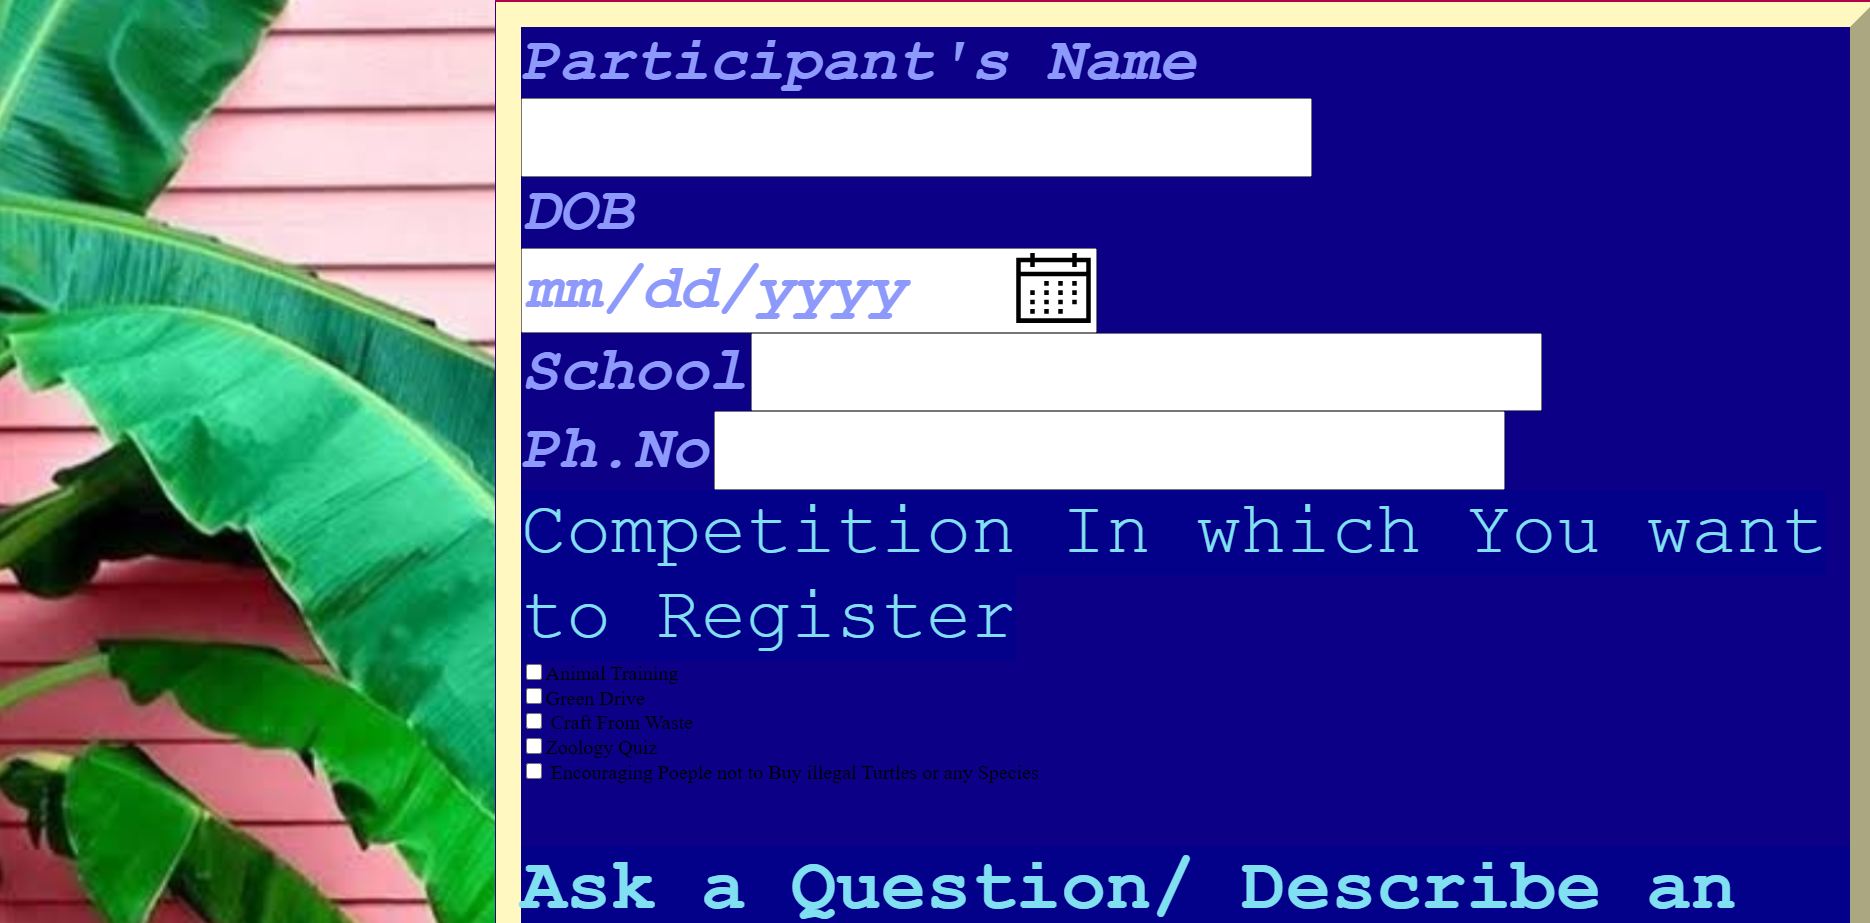 Participant's Name
DOB
mm/dd/yyyy
School
Ph.No
Competition In which You want
to Register
Animal Training
Green Drive
Craft From Waste
Zoology Quiz
Encouraging Poeple not to Buy illegal Turtles or any Species
Ask a Question/ Describe an